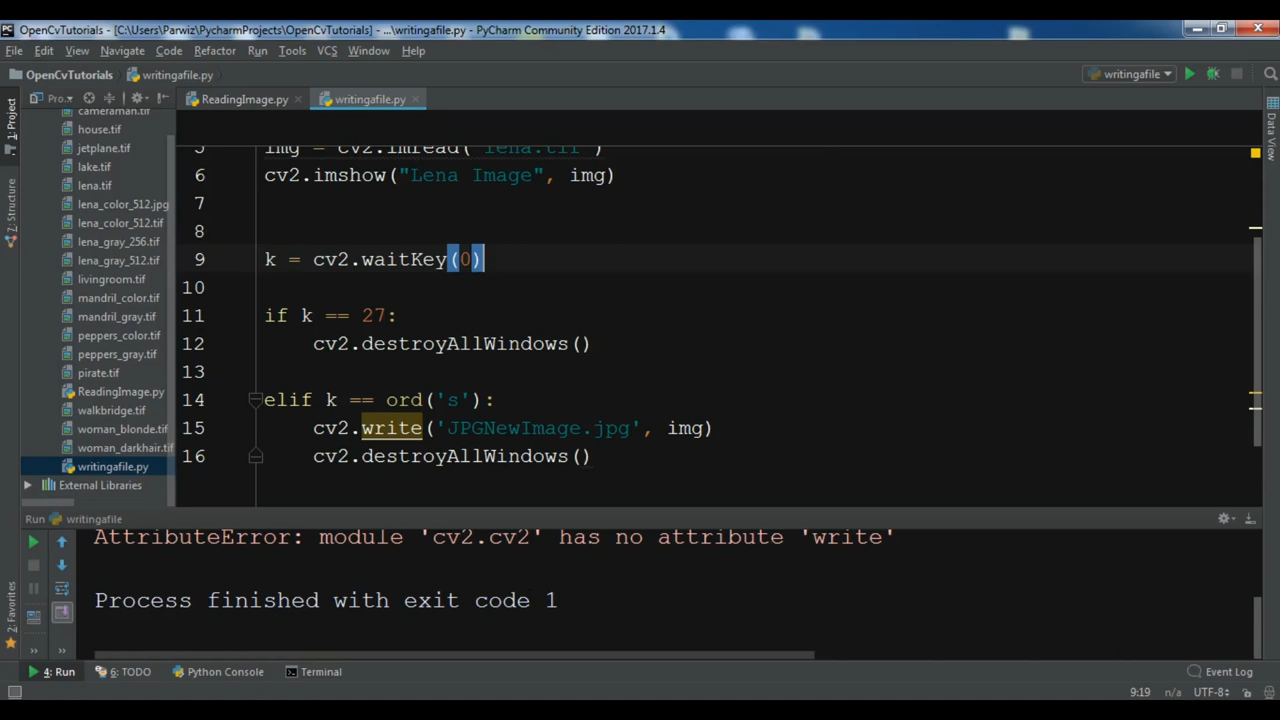 OpenCvTutorials - [C:\Users\Parwiz\PycharmProjects\OpenCvTutorials] - ...\writingafile.py - PyCharm Community Edition 2017.1.4
File Edit View Navigate Code Refactor Run Tools VCS Window Help
OpenCvTutorials writingafile.py writingafile
Pro.. ReadingImage.py writingafile.py
1: Project
Z: Structure
2: Favorites
Data View
cameraman.tif
house.tif
jetplane.tif
lake.tif
lena.tif
lena_color_512.jpg
lena_color_512.tif
lena_gray_256.tif
lena_gray_512.tif
livingroom.tif
mandril_color.tif
mandril_gray.tif
peppers_color.tif
peppers_gray.tif
pirate.tif
ReadingImage.py
walkbridge.tif
woman_blonde.tif
woman_darkhair.tif
writingafile.py
External Libraries
5 img = cv2.imread("lena.tif")
6 cv2.imshow("Lena Image", img)
7
8
9 k = cv2.waitKey(0)
10
11 if k == 27:
12 cv2.destroyAllWindows()
13
14 elif k == ord('s'):
15 cv2.write('JPGNewImage.jpg', img)
16 cv2.destroyAllWindows()
Run writingafile
AttributeError: module 'cv2.cv2' has no attribute 'write'
Process finished with exit code 1
4: Run 6: TODO Python Console Terminal Event Log
9:19 n/a UTF-8